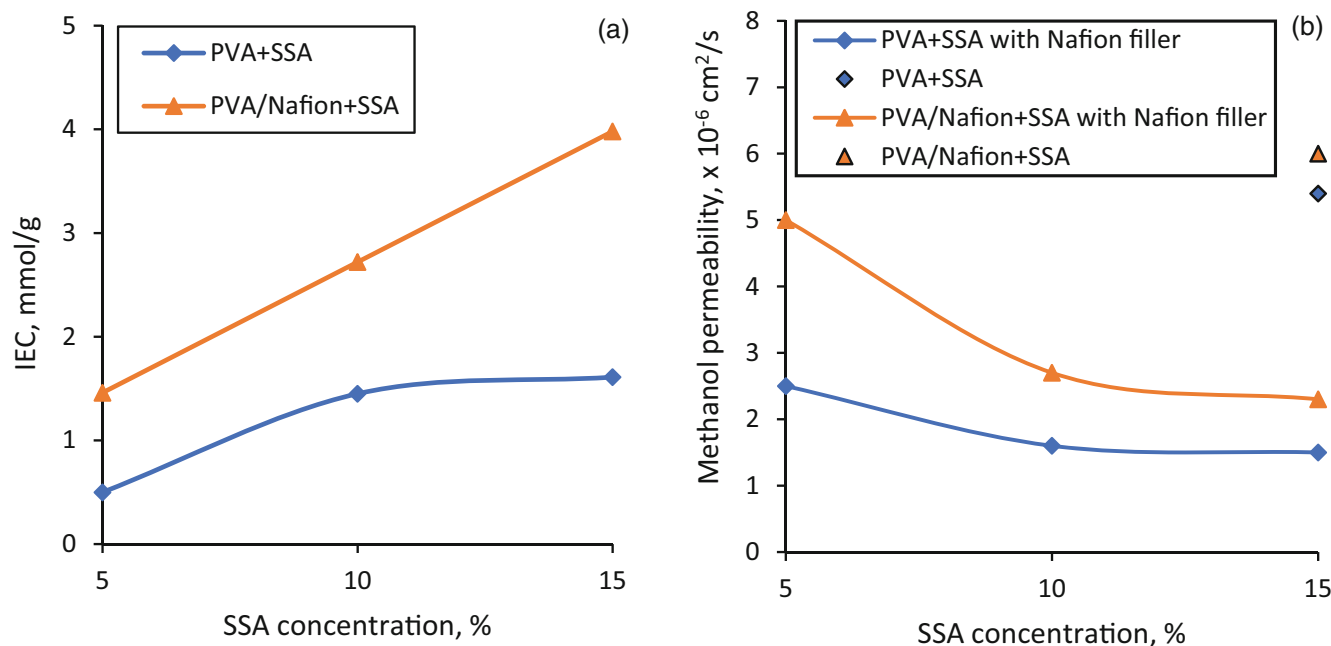 (a)
PVA+SSA
PVA/Nafion+SSA
IEC, mmol/g
5
4
3
2
1
0
5 10 15
SSA concentration, %
(b)
PVA+SSA with Nafion filler
PVA+SSA
PVA/Nafion+SSA with Nafion filler
PVA/Nafion+SSA
Methanol permeability, x 10⁻⁶ cm²/s
8
7
6
5
4
3
2
1
0
5 10 15
SSA concentration, %